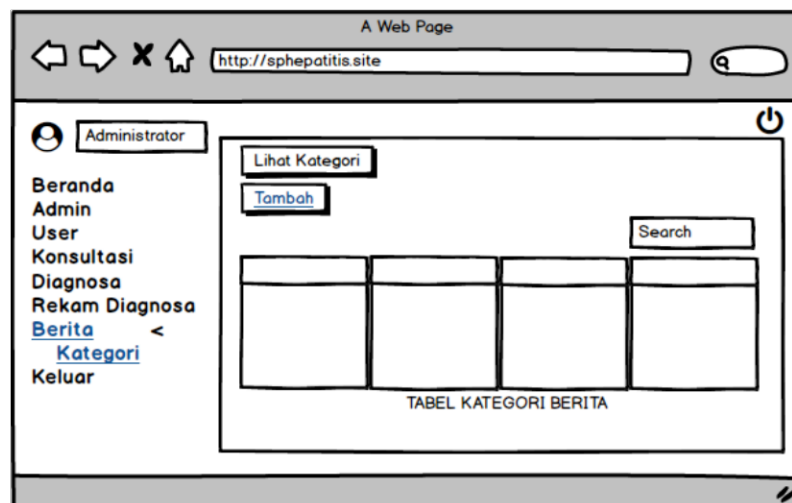 A Web Page
http://sphepatitis.site
Administrator
Beranda
Admin
User
Konsultasi
Diagnosa
Rekam Diagnosa
Berita <
Kategori
Keluar
Lihat Kategori
Tambah
Search
TABEL KATEGORI BERITA